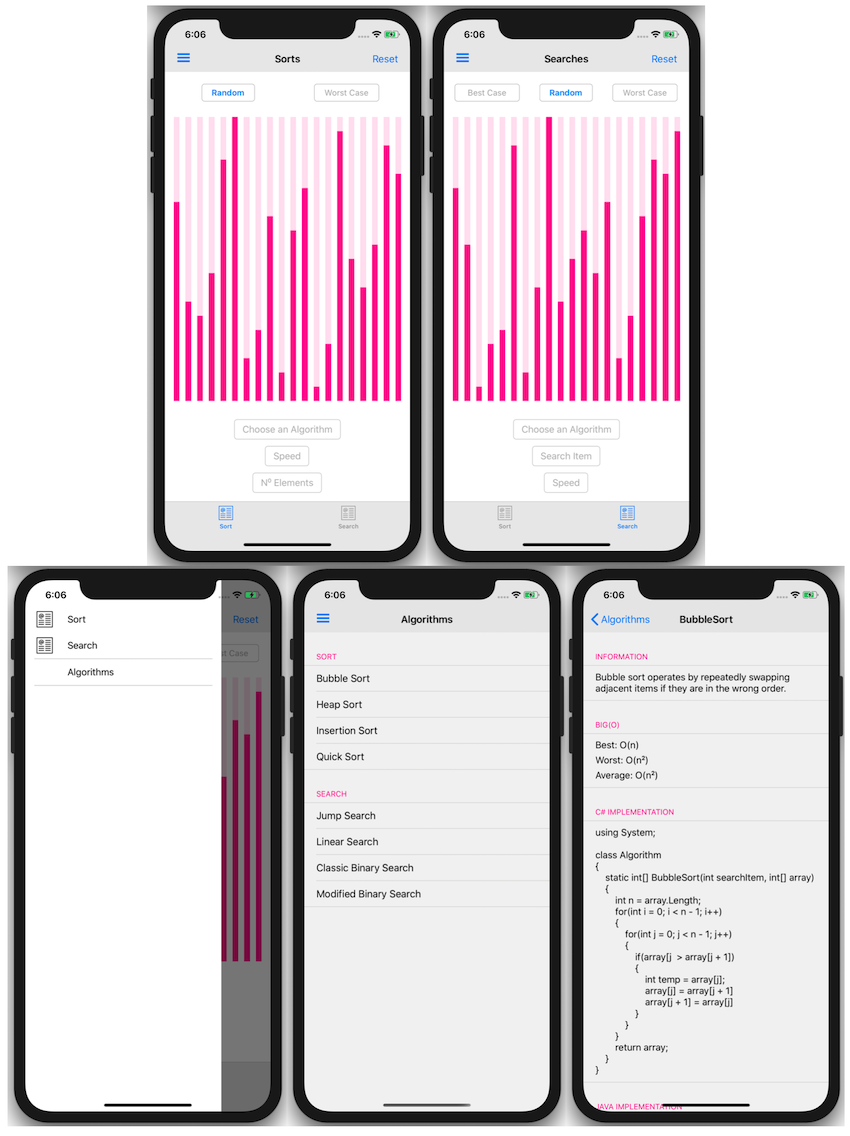 6:06
Sorts
Reset
Random
Worst Case
Choose an Algorithm
Speed
Nº Elements
Sort
Search
6:06
Searches
Reset
Best Case
Random
Worst Case
Choose an Algorithm
Search Item
Speed
Sort
Search
6:06
Sort
Search
Algorithms
Reset
st Case
6:06
Algorithms
SORT
Bubble Sort
Heap Sort
Insertion Sort
Quick Sort
SEARCH
Jump Search
Linear Search
Classic Binary Search
Modified Binary Search
6:06
Algorithms
BubbleSort
INFORMATION
Bubble sort operates by repeatedly swapping
adjacent items if they are in the wrong order.
BIG(O)
Best: O(n)
Worst: O(n²)
Average: O(n²)
C# IMPLEMENTATION
using System;
class Algorithm
{
static int[] BubbleSort(int searchItem, int[] array)
{
int n = array.Length;
for(int i = 0; i < n - 1; i++)
{
for(int j = 0; j < n - 1; j++)
{
if(array[j  > array[j + 1])
{
int temp = array[j];
array[j] = array[j + 1]
array[j + 1] = array[j]
}
}
}
return array;
}
}
JAVA IMPLEMENTATION